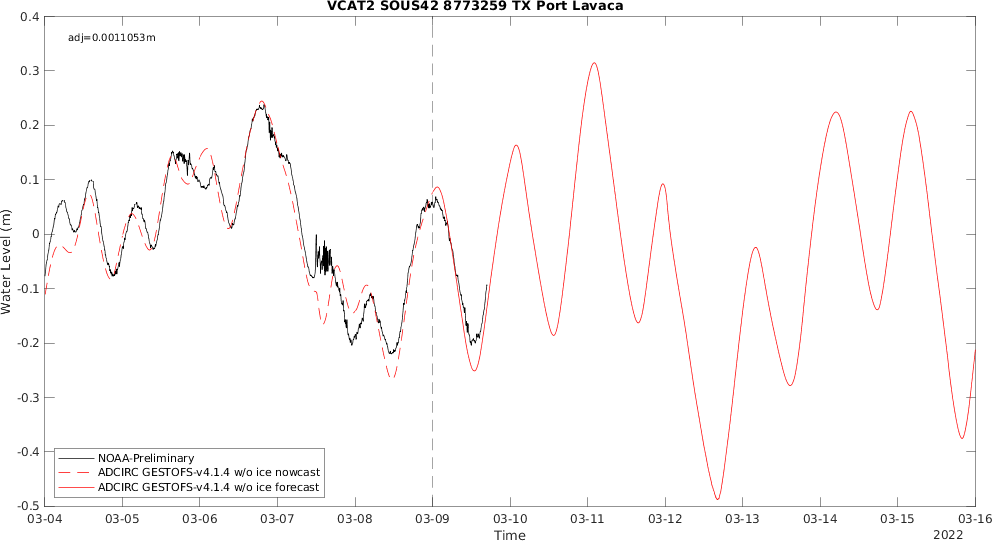 VCAT2 SOUS42 8773259 TX Port Lavaca
adj=0.0011053m
0.4
0.3
0.2
0.1
0
-0.1
-0.2
-0.3
-0.4
-0.5
Water Level (m)
NOAA-Preliminary
ADCIRC GESTOFS-v4.1.4 w/o ice nowcast
ADCIRC GESTOFS-v4.1.4 w/o ice forecast
03-04 03-05 03-06 03-07 03-08 03-09 03-10 03-11 03-12 03-13 03-14 03-15 03-16
Time
2022